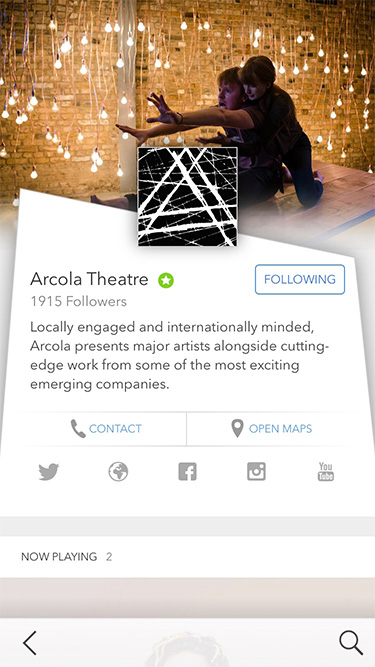 Arcola Theatre
FOLLOWING
1915 Followers
Locally engaged and internationally minded,
Arcola presents major artists alongside cutting-
edge work from some of the most exciting
emerging companies.
CONTACT
OPEN MAPS
You
Tube
NOW PLAYING 2